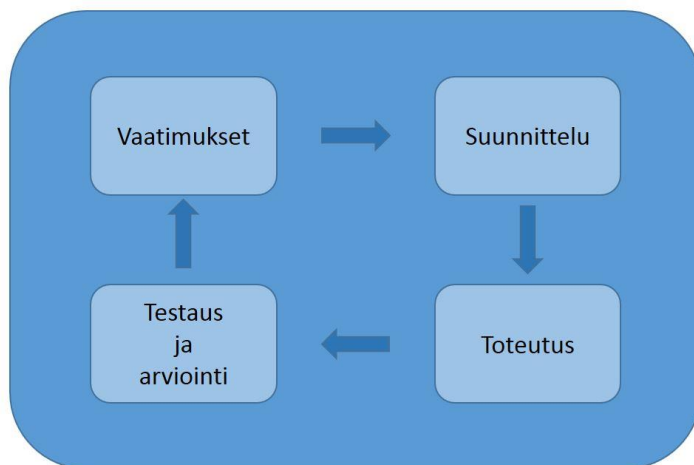 Vaatimukset
Suunnittelu
Testaus
ja
arviointi
Toteutus